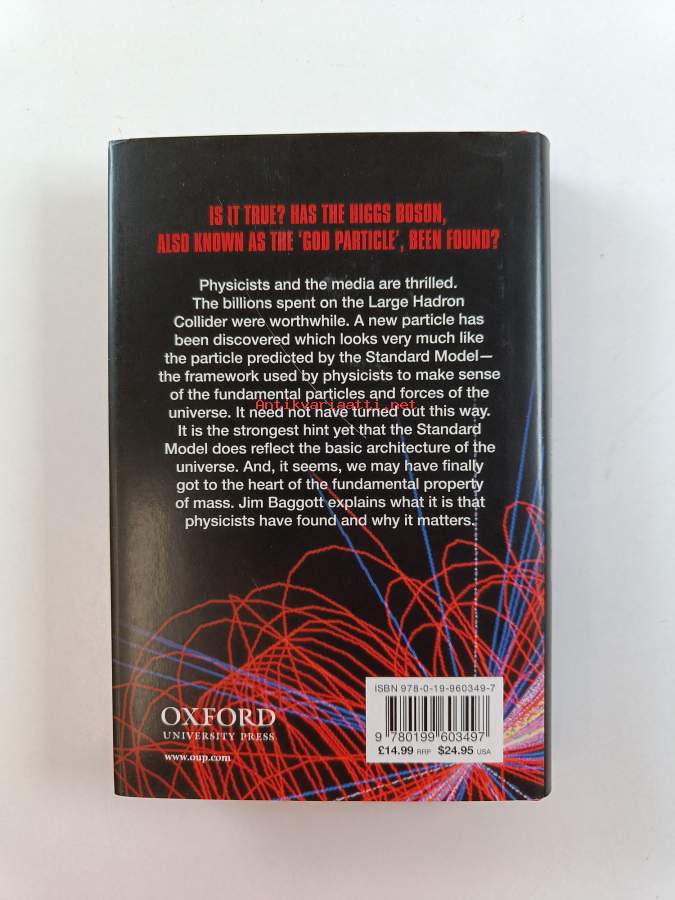 IS IT TRUE? HAS THE HIGGS BOSON,
ALSO KNOWN AS THE ‘GOD PARTICLE’, BEEN FOUND?
Physicists and the media are thrilled.
The billions spent on the Large Hadron
Collider were worthwhile. A new particle has
been discovered which looks very much like
the particle predicted by the Standard Model—
the framework used by physicists to make sense
of the fundamental particles and forces of the
universe. It need not have turned out this way.
Antikvariaatti.net
It is the strongest hint yet that the Standard
Model does reflect the basic architecture of the
universe. And, it seems, we may have finally
got to the heart of the fundamental property
of mass. Jim Baggott explains what it is that
physicists have found and why it matters.
OXFORD
UNIVERSITY PRESS
www.oup.com
ISBN 978-0-19-960349-7
9 780199 603497
£14.99 RRP $24.95 USA